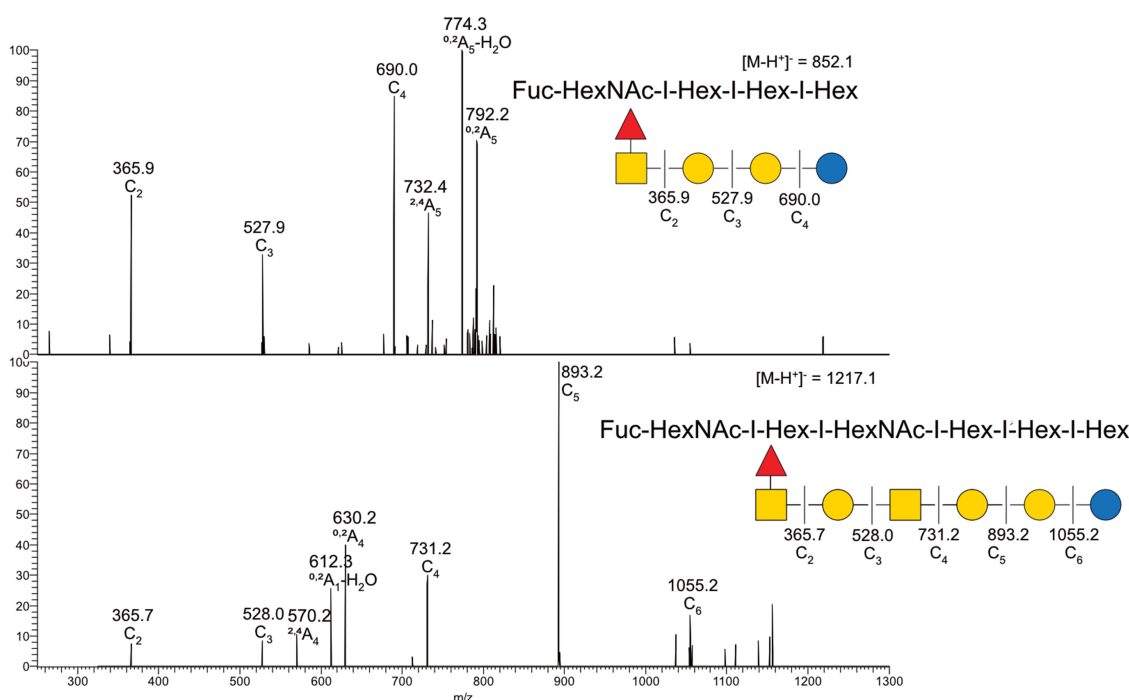 774.3
⁰,²A₅-H₂O
100
[M-H⁺]⁻ = 852.1
690.0
C₄
Fuc-HexNAc-I-Hex-I-Hex-I-Hex
90
80
792.2
⁰,²A₅
70
365.9
C₂
60
732.4
²,⁴A₅
365.9 527.9 690.0
C₂ C₃ C₄
50
527.9
C₃
40
30
20
10
0
100
893.2
C₅
[M-H⁺]⁻ = 1217.1
90
80
Fuc-HexNAc-I-Hex-I-HexNAc-I-Hex-I-Hex-I-Hex
70
60
50
630.2
⁰,²A₄
365.7 528.0 731.2 893.2 1055.2
C₂ C₃ C₄ C₅ C₆
40
612.3
⁰,²A₁-H₂O
731.2
C₄
30
1055.2
C₆
20
365.7
C₂
528.0
C₃
570.2
²,⁴A₄
10
0
300 400 500 600 700 800 900 1000 1100 1200 1300
m/z